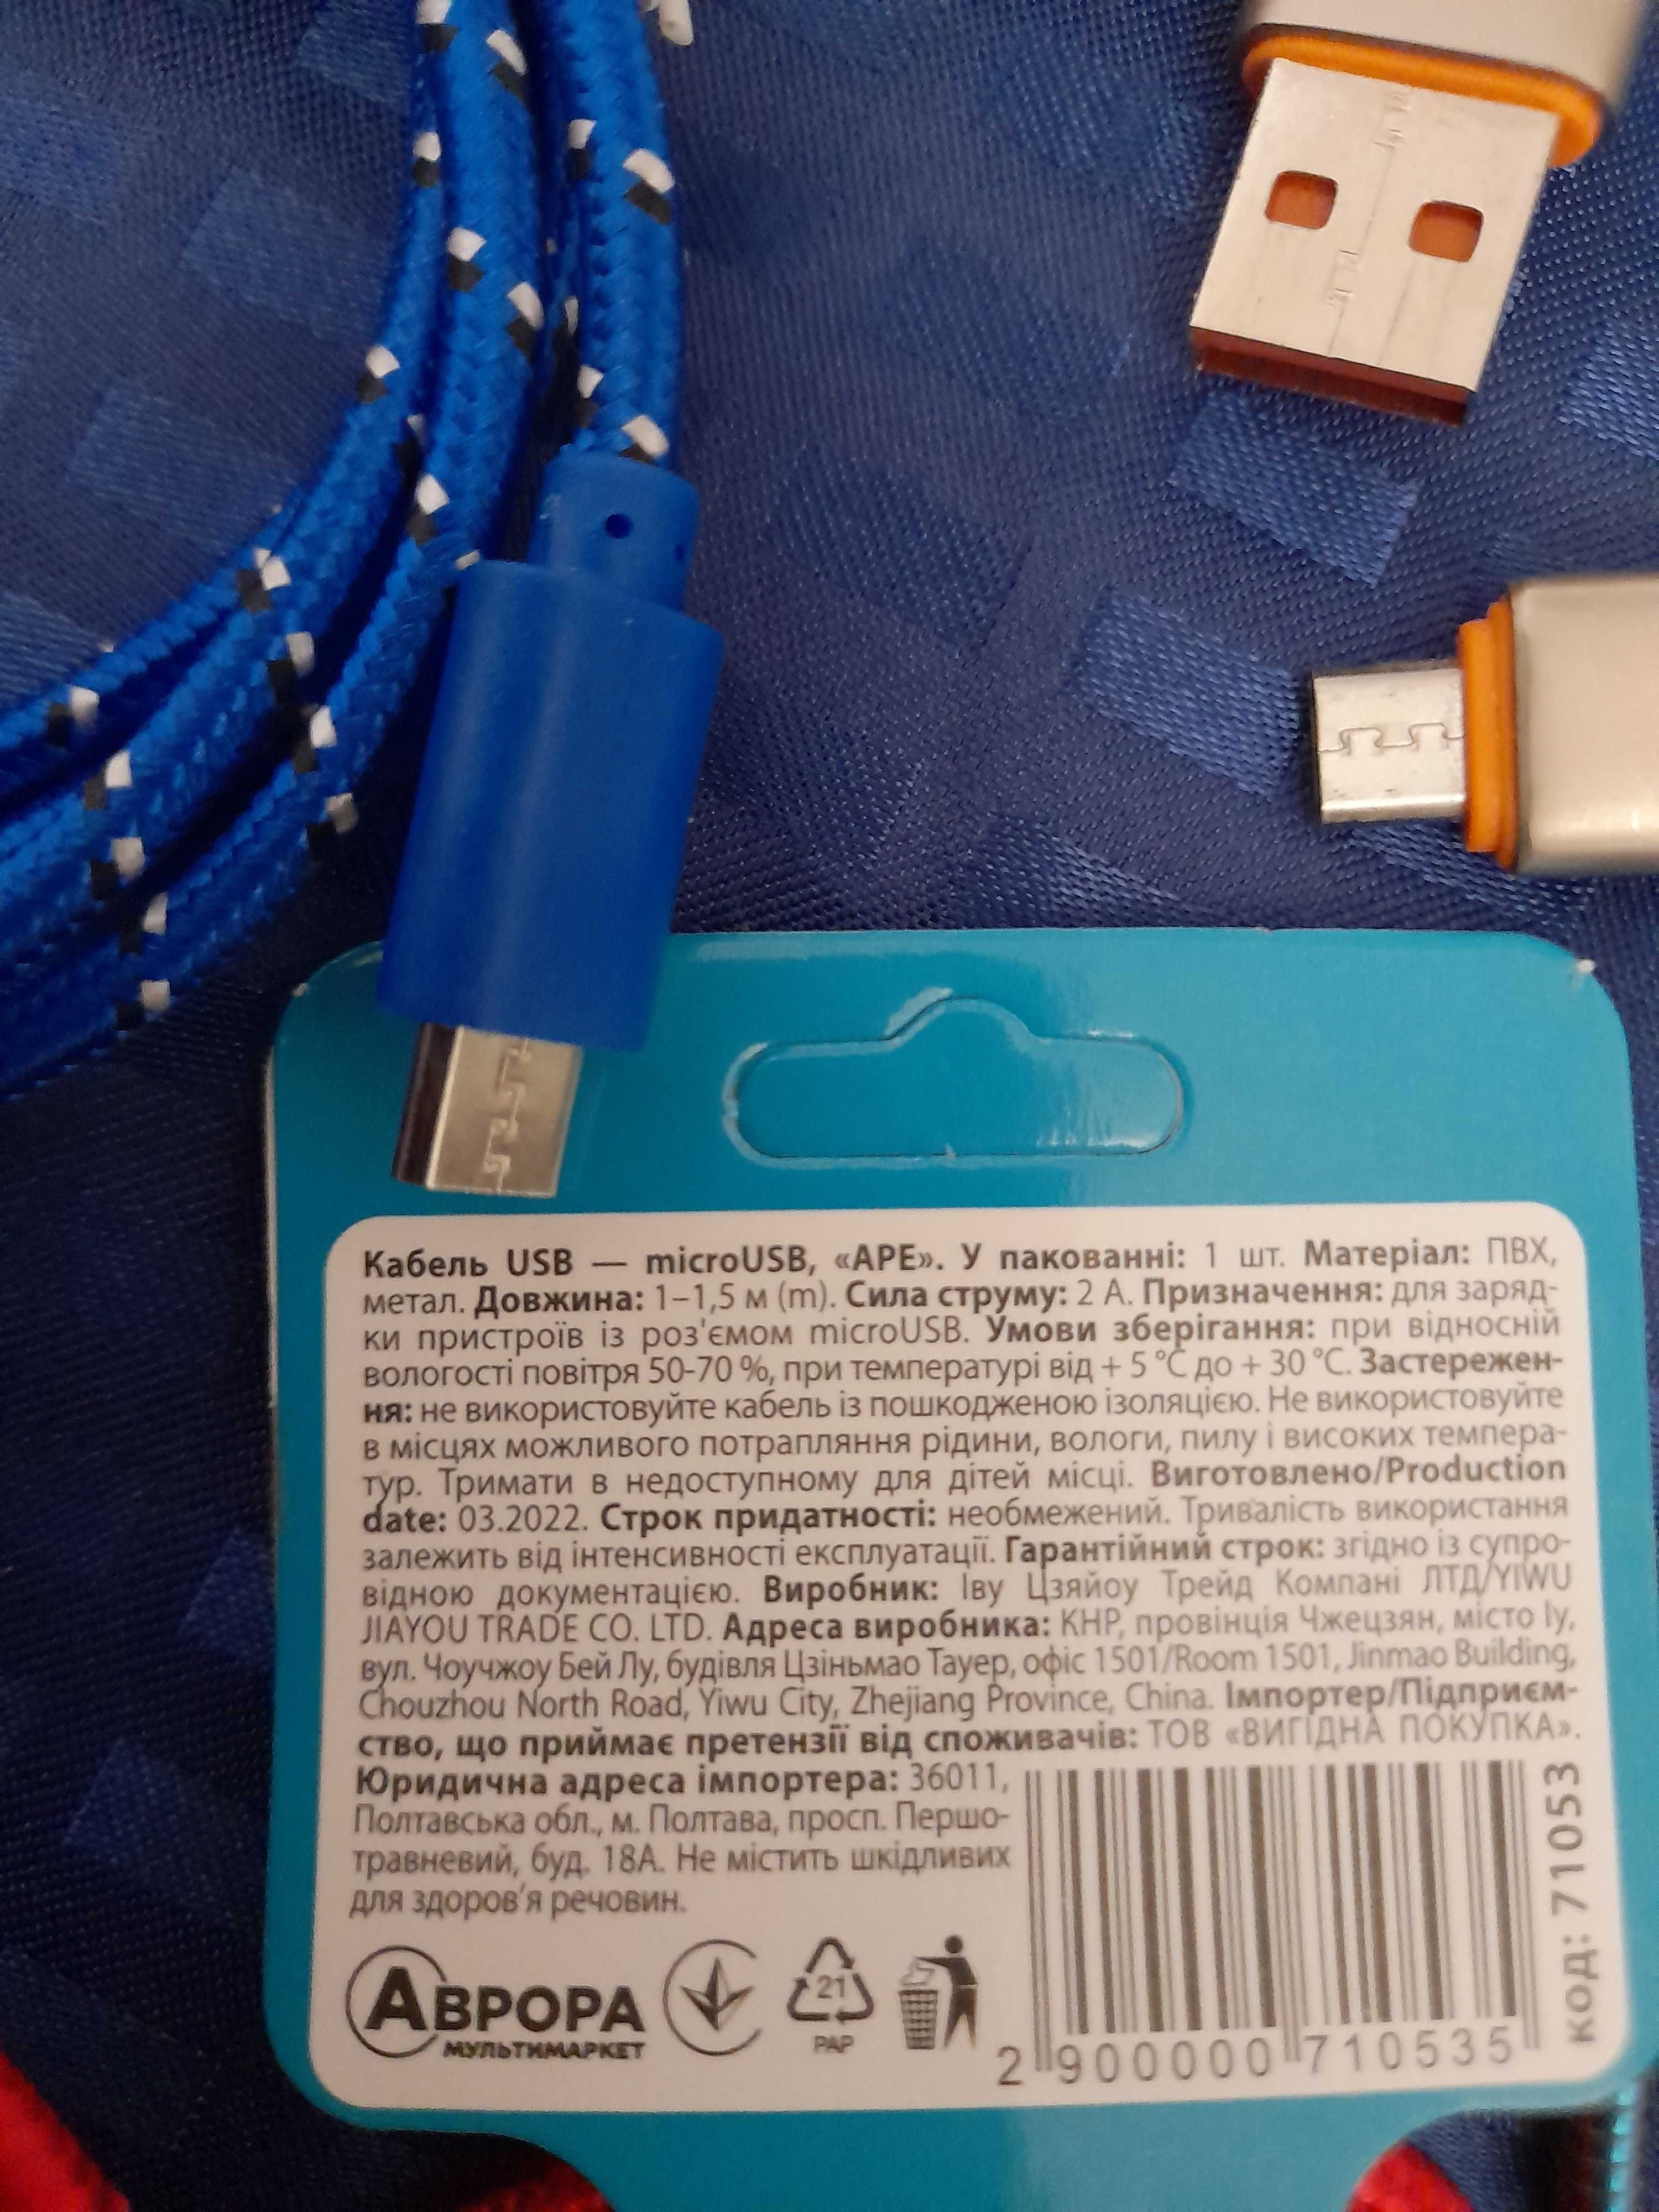 Кабель USB — microUSB, «APE». У пакованні: 1 шт. Матеріал: ПВХ,
метал. Довжина: 1–1,5 м (m). Сила струму: 2 А. Призначення: для заряд-
ки пристроїв із роз'ємом microUSB. Умови зберігання: при відносній
вологості повітря 50-70 %, при температурі від + 5 °C до + 30 °C. Застережен-
ня: не використовуйте кабель із пошкодженою ізоляцією. Не використовуйте
в місцях можливого потрапляння рідини, вологи, пилу і високих темпера-
тур. Тримати в недоступному для дітей місці. Виготовлено/Production
date: 03.2022. Строк придатності: необмежений. Тривалість використання
залежить від інтенсивності експлуатації. Гарантійний строк: згідно із супро-
відною документацією. Виробник: Іву Цзяйоу Трейд Компані ЛТД/YIWU
JIAYOU TRADE CO. LTD. Адреса виробника: КНР, провінція Чжецзян, місто Іу,
вул. Чоучжоу Бей Лу, будівля Цзіньмао Тауер, офіс 1501/Room 1501, Jinmao Building,
Chouzhou North Road, Yiwu City, Zhejiang Province, China. Імпортер/Підприєм-
ство, що приймає претензії від споживачів: ТОВ «ВИГІДНА ПОКУПКА».
Юридична адреса імпортера: 36011,
Полтавська обл., м. Полтава, просп. Першо-
травневий, буд. 18А. Не містить шкідливих
для здоров'я речовин.
АВРОРА
МУЛЬТИМАРКЕТ
21
PAP
2 900000 710535
код: 71053